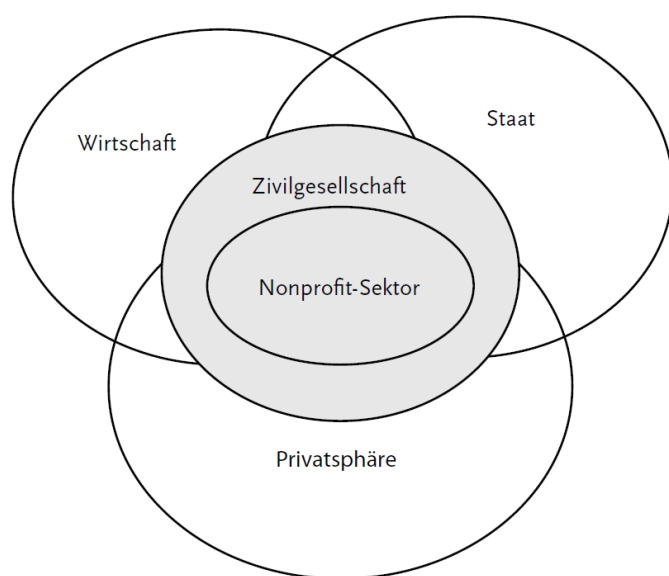 Staat
Wirtschaft
Zivilgesellschaft
Nonprofit-Sektor
Privatsphäre